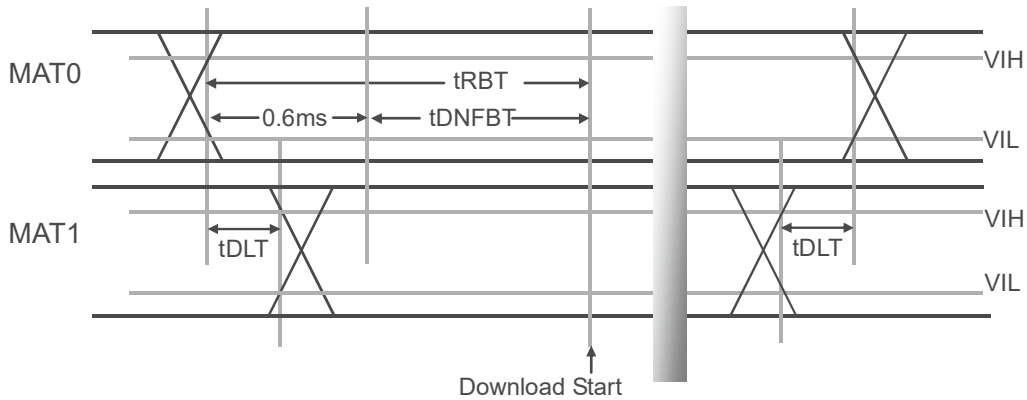 MAT0
VIH
tRBT
0.6ms
tDNFBT
VIL
MAT1
VIH
tDLT
tDLT
VIL
Download Start